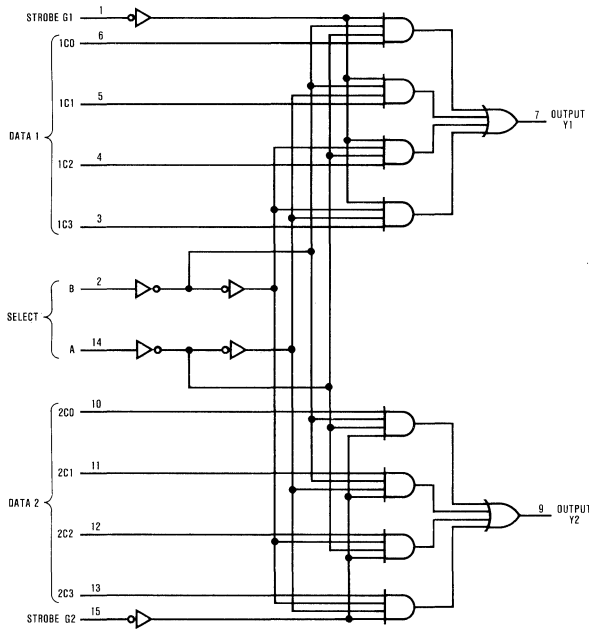 STROBE G1 1
1C0 6
1C1 5
DATA 1
1C2 4
1C3 3
7 OUTPUT Y1
B 2
SELECT
A 14
2C0 10
2C1 11
DATA 2
2C2 12
2C3 13
STROBE G2 15
9 OUTPUT Y2